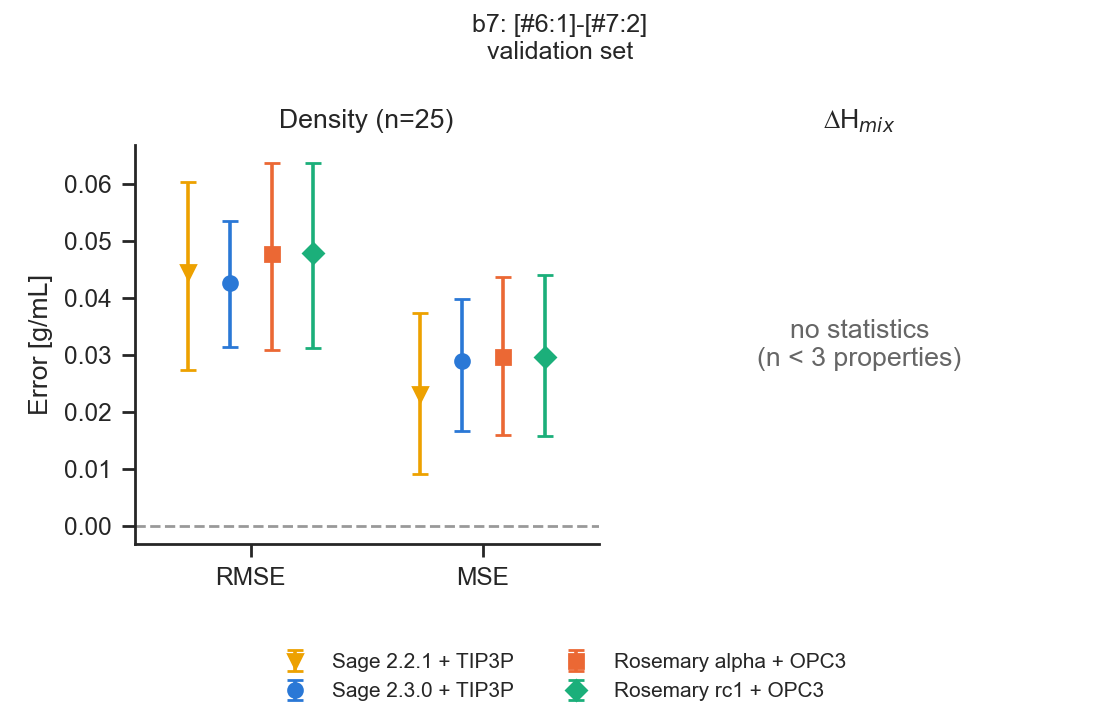 b7: [#6:1]-[#7:2]
validation set
Density (n=25)
ΔH_mix
Error [g/mL]
0.06
0.05
0.04
0.03
0.02
0.01
0.00
RMSE
MSE
no statistics
(n < 3 properties)
Sage 2.2.1 + TIP3P
Sage 2.3.0 + TIP3P
Rosemary alpha + OPC3
Rosemary rc1 + OPC3